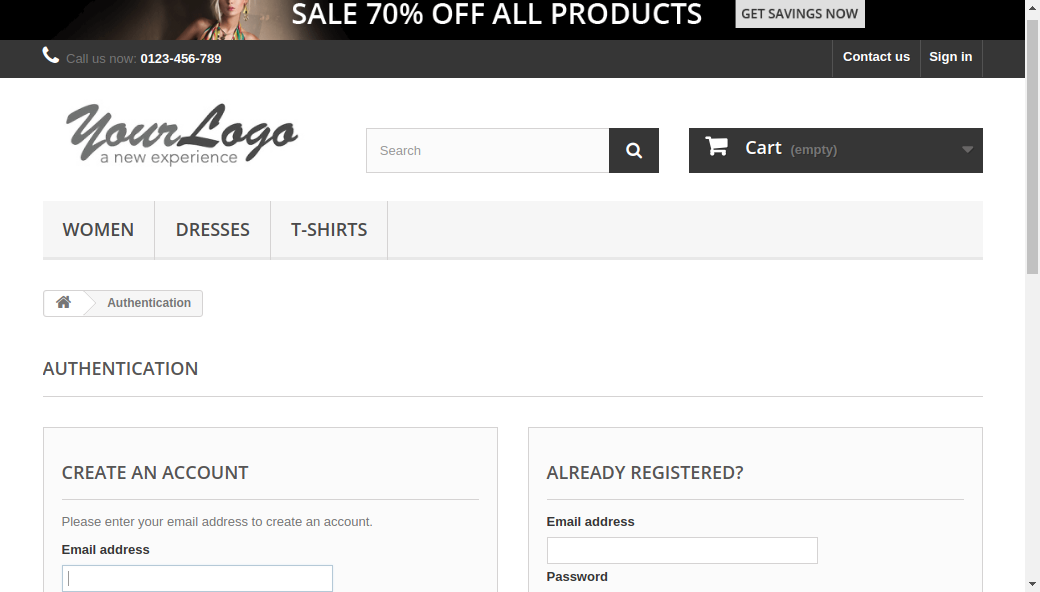 SALE 70% OFF ALL PRODUCTS
GET SAVINGS NOW
Call us now: 0123-456-789
Contact us
Sign in
Your Logo
a new experience
Search
Cart (empty)
WOMEN
DRESSES
T-SHIRTS
Authentication
AUTHENTICATION
CREATE AN ACCOUNT
Please enter your email address to create an account.
Email address
ALREADY REGISTERED?
Email address
Password